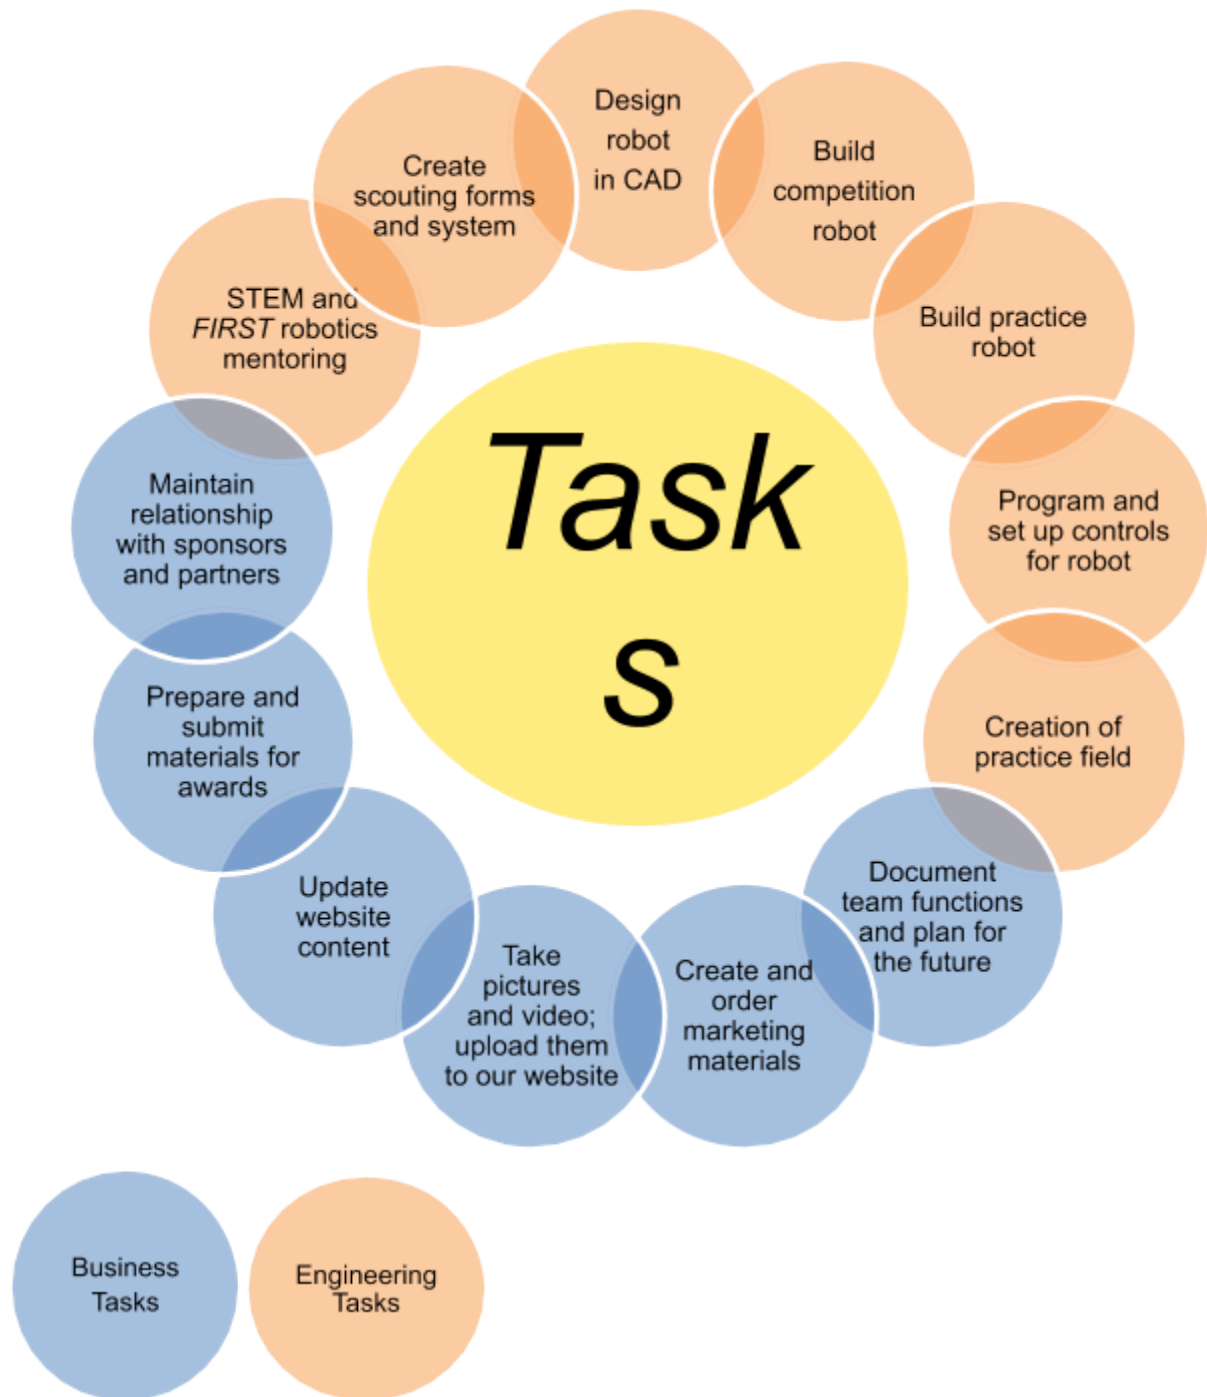 Design
robot
in CAD
Build
competition
robot
Build practice
robot
Program and
set up controls
for robot
Creation of
practice field
Document
team functions
and plan for
the future
Create and
order
marketing
materials
Take
pictures
and video;
upload them
to our website
Update
website
content
Prepare and
submit
materials for
awards
Maintain
relationship
with sponsors
and partners
STEM and
FIRST robotics
mentoring
Create
scouting forms
and system
Task
s
Business
Tasks
Engineering
Tasks